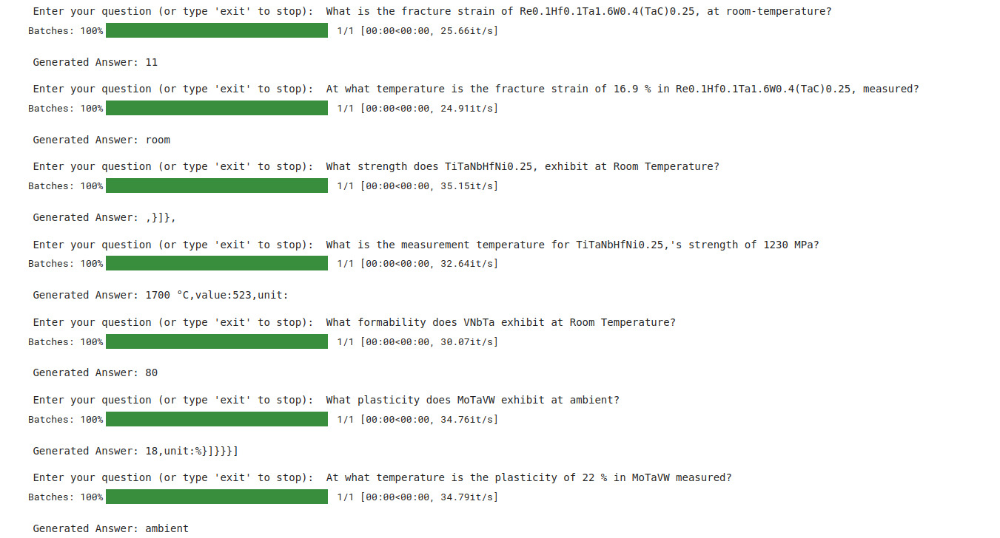 Enter your question (or type 'exit' to stop):  What is the fracture strain of Re0.1Hf0.1Ta1.6W0.4(TaC)0.25, at room-temperature?
Batches: 100% 1/1 [00:00<00:00, 25.66it/s]
Generated Answer: 11
Enter your question (or type 'exit' to stop):  At what temperature is the fracture strain of 16.9 % in Re0.1Hf0.1Ta1.6W0.4(TaC)0.25, measured?
Batches: 100% 1/1 [00:00<00:00, 24.91it/s]
Generated Answer: room
Enter your question (or type 'exit' to stop):  What strength does TiTaNbHfNi0.25, exhibit at Room Temperature?
Batches: 100% 1/1 [00:00<00:00, 35.15it/s]
Generated Answer: ,}]},
Enter your question (or type 'exit' to stop):  What is the measurement temperature for TiTaNbHfNi0.25,'s strength of 1230 MPa?
Batches: 100% 1/1 [00:00<00:00, 32.64it/s]
Generated Answer: 1700 °C,value:523,unit:
Enter your question (or type 'exit' to stop):  What formability does VNbTa exhibit at Room Temperature?
Batches: 100% 1/1 [00:00<00:00, 30.07it/s]
Generated Answer: 80
Enter your question (or type 'exit' to stop):  What plasticity does MoTaVW exhibit at ambient?
Batches: 100% 1/1 [00:00<00:00, 34.76it/s]
Generated Answer: 18,unit:%}]}}}]
Enter your question (or type 'exit' to stop):  At what temperature is the plasticity of 22 % in MoTaVW measured?
Batches: 100% 1/1 [00:00<00:00, 34.79it/s]
Generated Answer: ambient